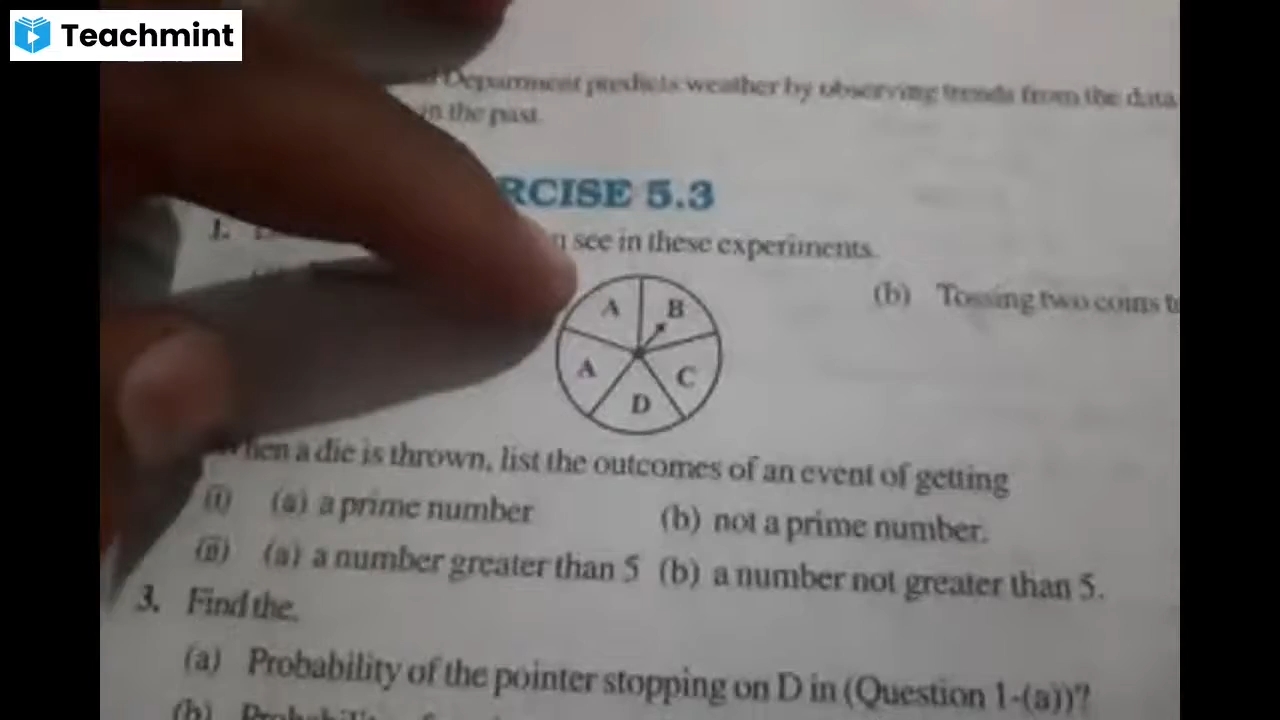 Teachmint
Department predicts weather by observing trends from the data
in the past.
RCISE 5.3
1. see in these experiments.
(b) Tossing two coins
A B
A C
D
hen a die is thrown, list the outcomes of an event of getting
(i) (a) a prime number (b) not a prime number.
(ii) (a) a number greater than 5 (b) a number not greater than 5.
3. Find the.
(a) Probability of the pointer stopping on D in (Question 1-(a))?
(b)